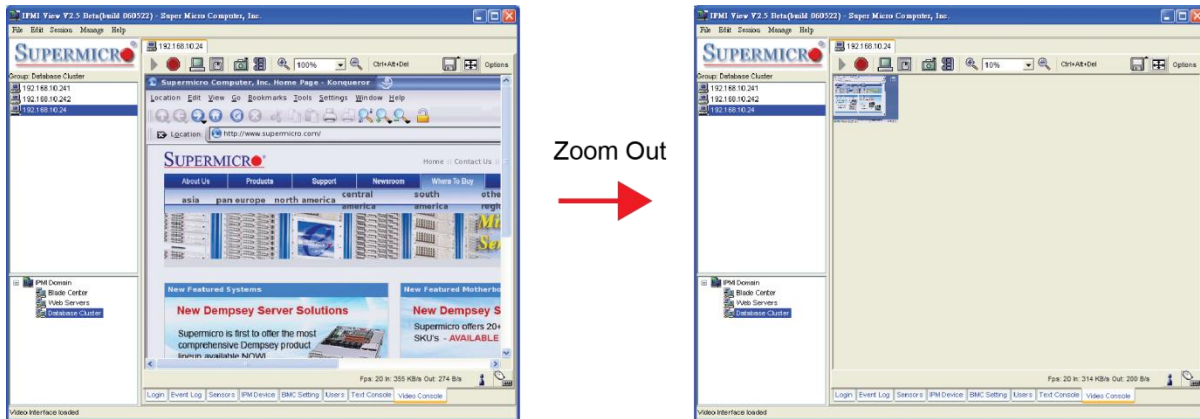 IPMI View V2.5 Beta(build 060522) - Super Micro Computer, Inc.
File Edit Session Manage Help
SUPERMICRO
192.168.10.24
100%
Ctrl+Alt+Del
Options
Group: Database Cluster
192.168.10.241
192.168.10.242
192.168.10.24
Supermicro Computer, Inc. Home Page - Konqueror
Location Edit View Go Bookmarks Tools Settings Window Help
Location: http://www.supermicro.com/
SUPERMICRO
Home :: Contact Us ::
About Us Products Support Newsroom Where To Buy
asia pan europe north america central america south america othe regi
New Featured Systems
New Featured Motherbo
New Dempsey Server Solutions
New Dempsey S
Supermicro is first to offer the most
comprehensive Dempsey product
lineup available NOW!
Supermicro offers 20+
SKU's - AVAILABLE
IPMI Domain
Blade Center
Web Servers
Database Cluster
Fps: 20 In: 355 KB/s Out: 274 B/s
Login Event Log Sensors IPM Device BMC Setting Users Text Console Video Console
Video Interface loaded
Zoom Out
IPMI View V2.5 Beta(build 060522) - Super Micro Computer, Inc.
File Edit Session Manage Help
SUPERMICRO
192.168.10.24
10%
Ctrl+Alt+Del
Options
Group: Database Cluster
192.168.10.241
192.168.10.242
192.168.10.24
IPMI Domain
Blade Center
Web Servers
Database Cluster
Fps: 20 In: 314 KB/s Out: 200 B/s
Login Event Log Sensors IPM Device BMC Setting Users Text Console Video Console
Video Interface loaded